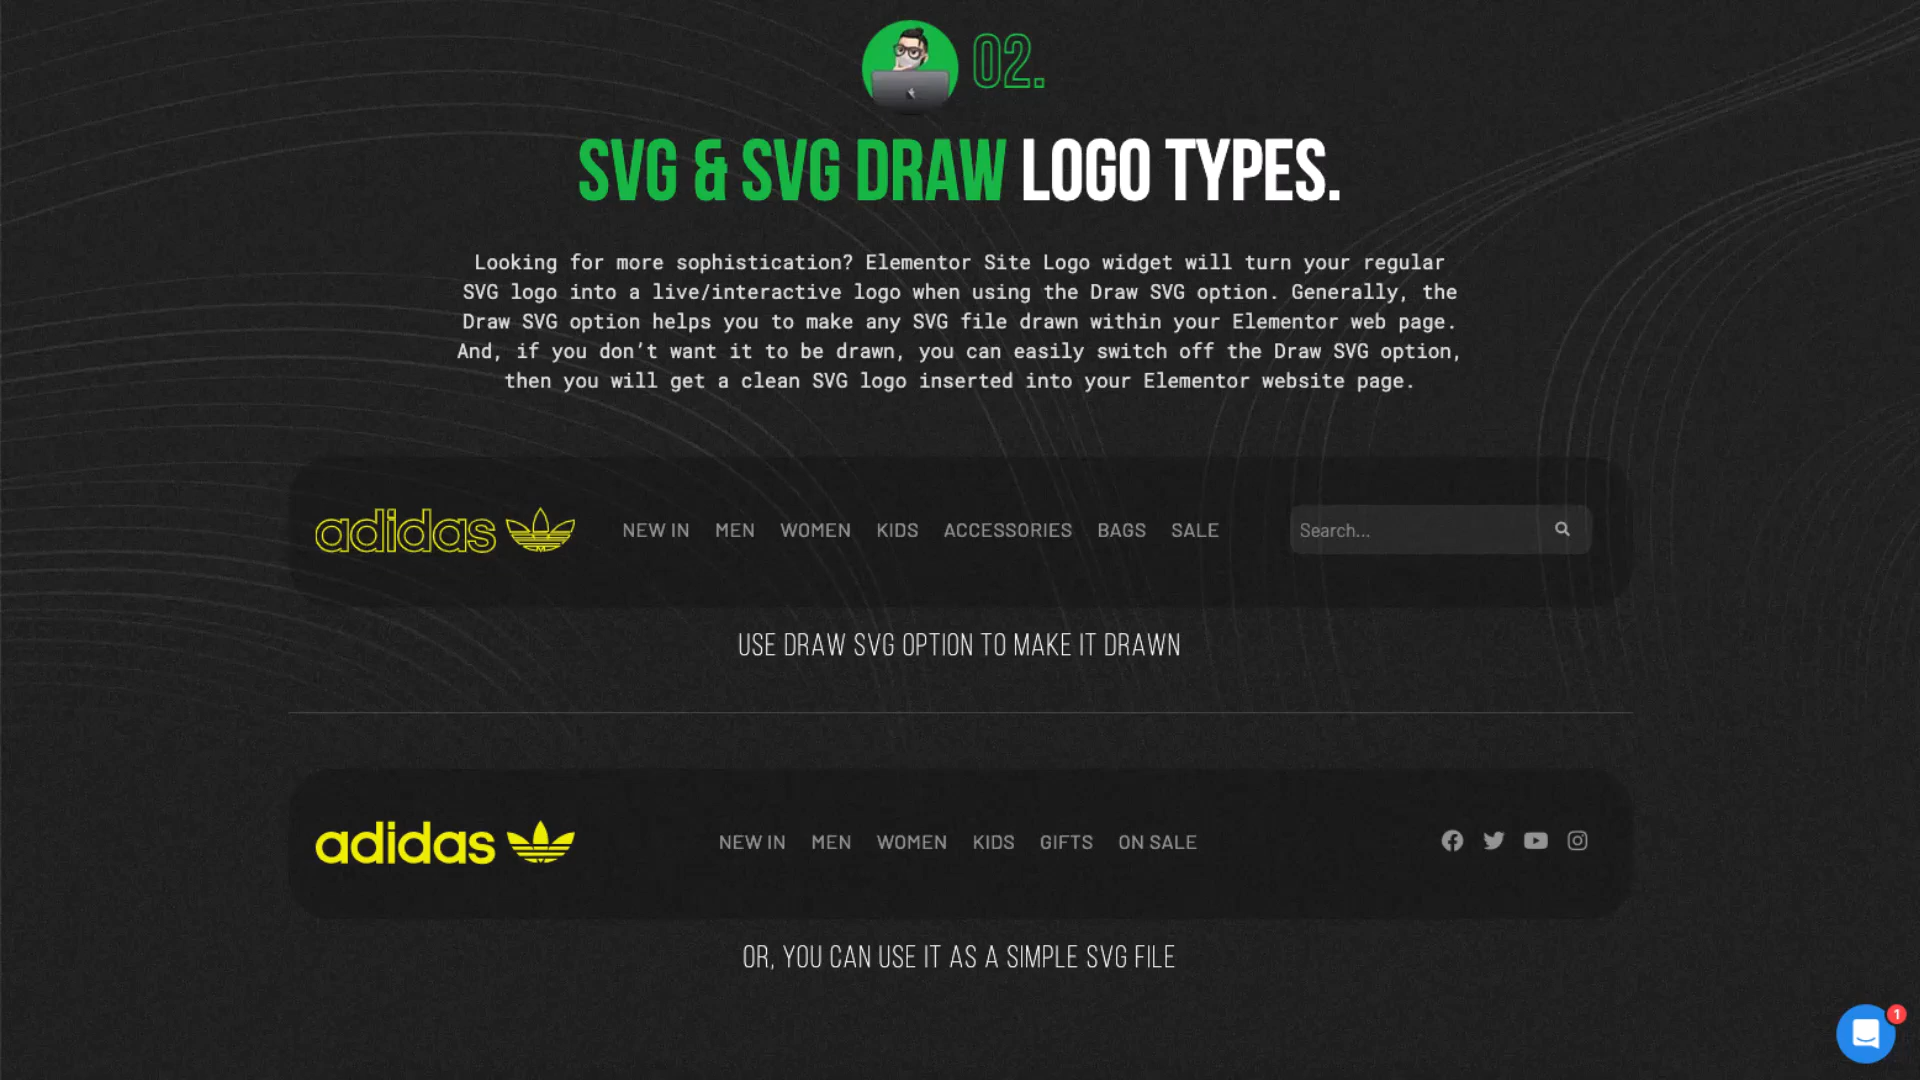 02.
SVG & SVG DRAW LOGO TYPES.
Looking for more sophistication? Elementor Site Logo widget will turn your regular
SVG logo into a live/interactive logo when using the Draw SVG option. Generally, the
Draw SVG option helps you to make any SVG file drawn within your Elementor web page.
And, if you don’t want it to be drawn, you can easily switch off the Draw SVG option,
then you will get a clean SVG logo inserted into your Elementor website page.
adidas NEW IN MEN WOMEN KIDS ACCESSORIES BAGS SALE Search...
USE DRAW SVG OPTION TO MAKE IT DRAWN
adidas NEW IN MEN WOMEN KIDS GIFTS ON SALE
OR, YOU CAN USE IT AS A SIMPLE SVG FILE
1